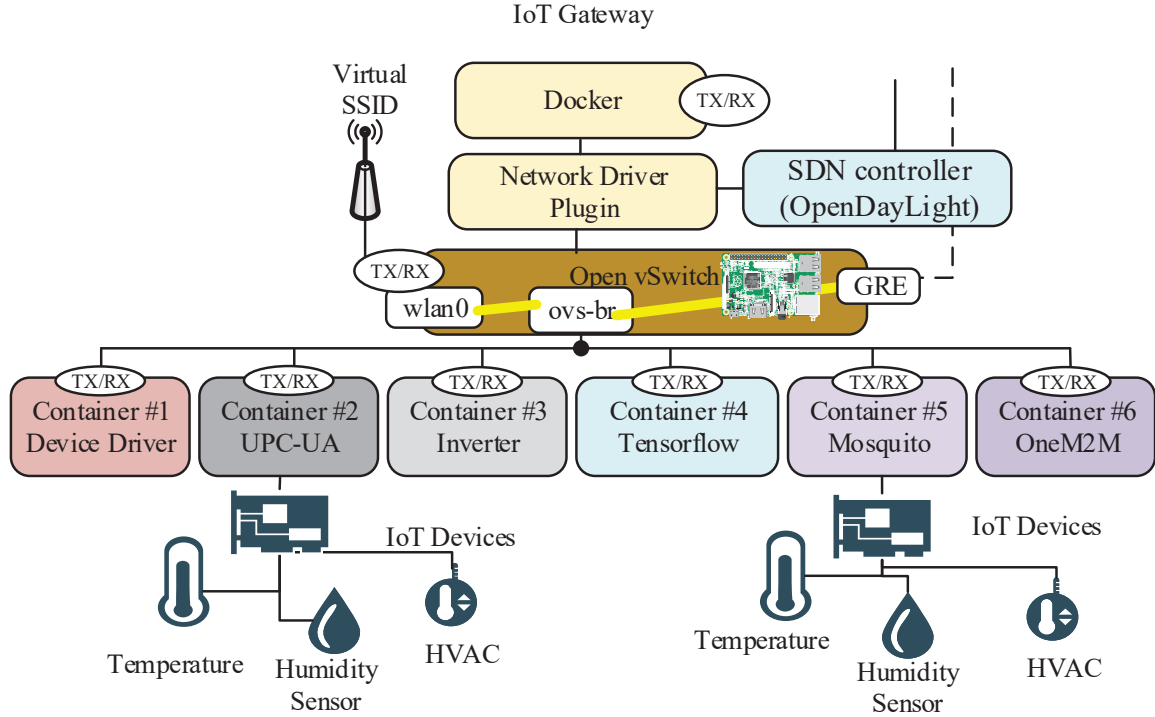 IoT Gateway
Virtual
SSID
Docker
TX/RX
Network Driver
Plugin
SDN controller
(OpenDayLight)
TX/RX
Open vSwitch
wlan0
ovs-br
GRE
TX/RX
Container #1
Device Driver
TX/RX
Container #2
UPC-UA
TX/RX
Container #3
Inverter
TX/RX
Container #4
Tensorflow
TX/RX
Container #5
Mosquito
TX/RX
Container #6
OneM2M
IoT Devices
Temperature
Humidity
Sensor
HVAC
IoT Devices
Temperature
Humidity
Sensor
HVAC